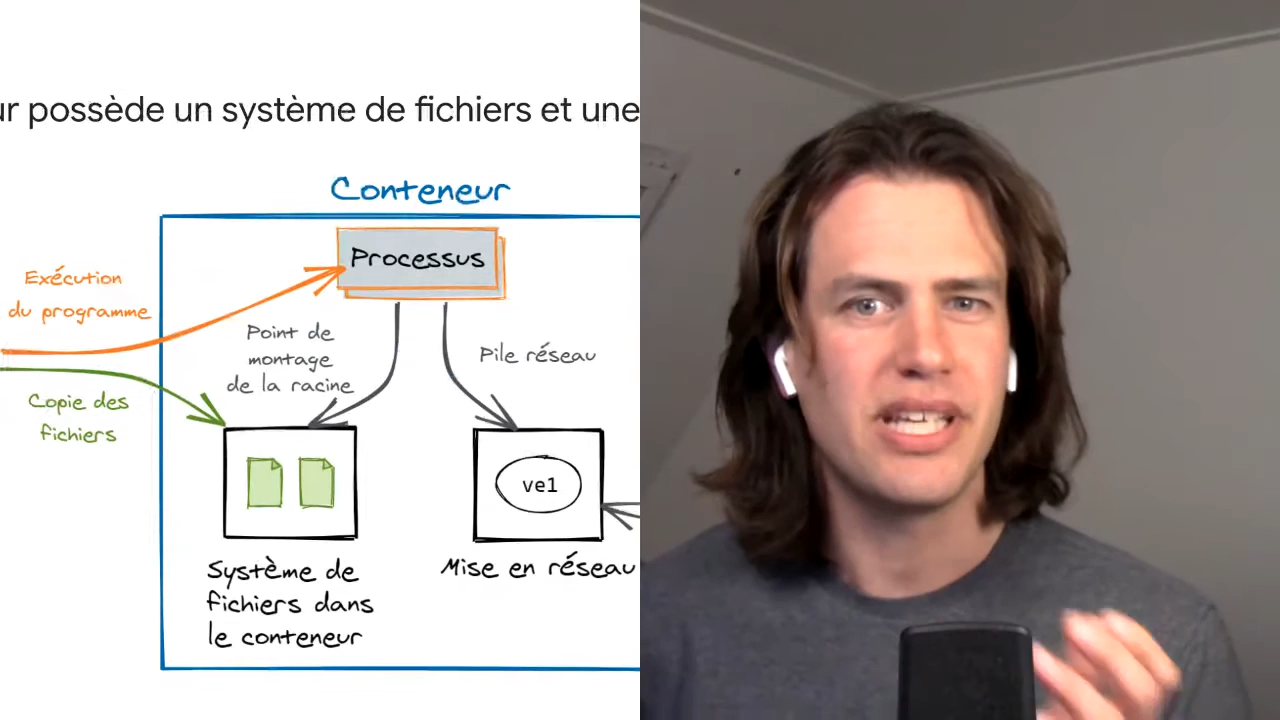 ur possède un système de fichiers et une
Conteneur
Processus
Exécution
du programme
Point de
montage
de la racine
Pile réseau
Copie des
fichiers
ve1
Système de
fichiers dans
le conteneur
Mise en réseau